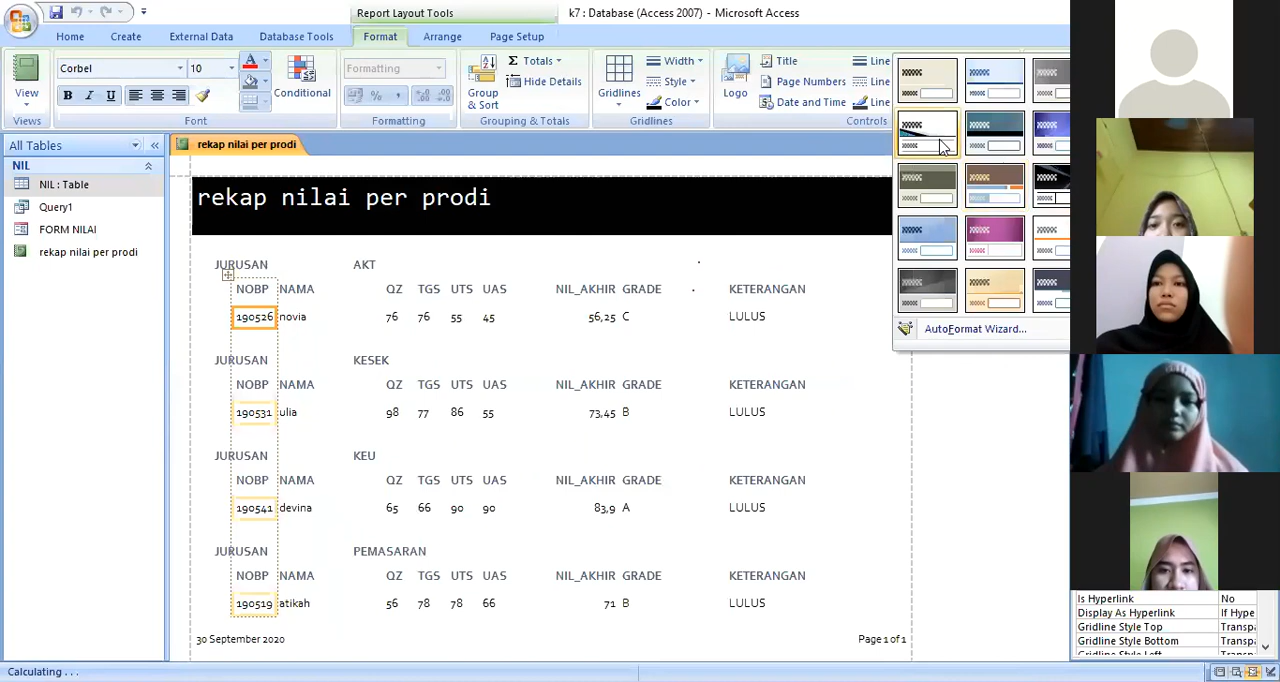 Report Layout Tools
k7 : Database (Access 2007) - Microsoft Access
Home Create External Data Database Tools Format Arrange Page Setup
Corbel 10 Formatting Σ Totals Width Title Line
View B I U Conditional % , Group & Sort Hide Details Gridlines Style Logo Page Numbers Line
Color Date and Time Line
Views Font Formatting Grouping & Totals Gridlines Controls
All Tables
NIL
NIL : Table
Query1
FORM NILAI
rekap nilai per prodi
rekap nilai per prodi
rekap nilai per prodi
JURUSAN AKT
NOBP NAMA QZ TGS UTS UAS NIL_AKHIR GRADE KETERANGAN
190526 novia 76 76 55 45 56,25 C LULUS
JURUSAN KESEK
NOBP NAMA QZ TGS UTS UAS NIL_AKHIR GRADE KETERANGAN
190531 ulia 98 77 86 55 73,45 B LULUS
JURUSAN KEU
NOBP NAMA QZ TGS UTS UAS NIL_AKHIR GRADE KETERANGAN
190541 devina 65 66 90 90 83,9 A LULUS
JURUSAN PEMASARAN
NOBP NAMA QZ TGS UTS UAS NIL_AKHIR GRADE KETERANGAN
190519 atikah 56 78 78 66 71 B LULUS
30 September 2020 Page 1 of 1
AutoFormat Wizard...
Is Hyperlink No
Display As Hyperlink If Hype
Gridline Style Top Transpa
Gridline Style Bottom Transpa
Gridline Style Left Transpa
Calculating . . .